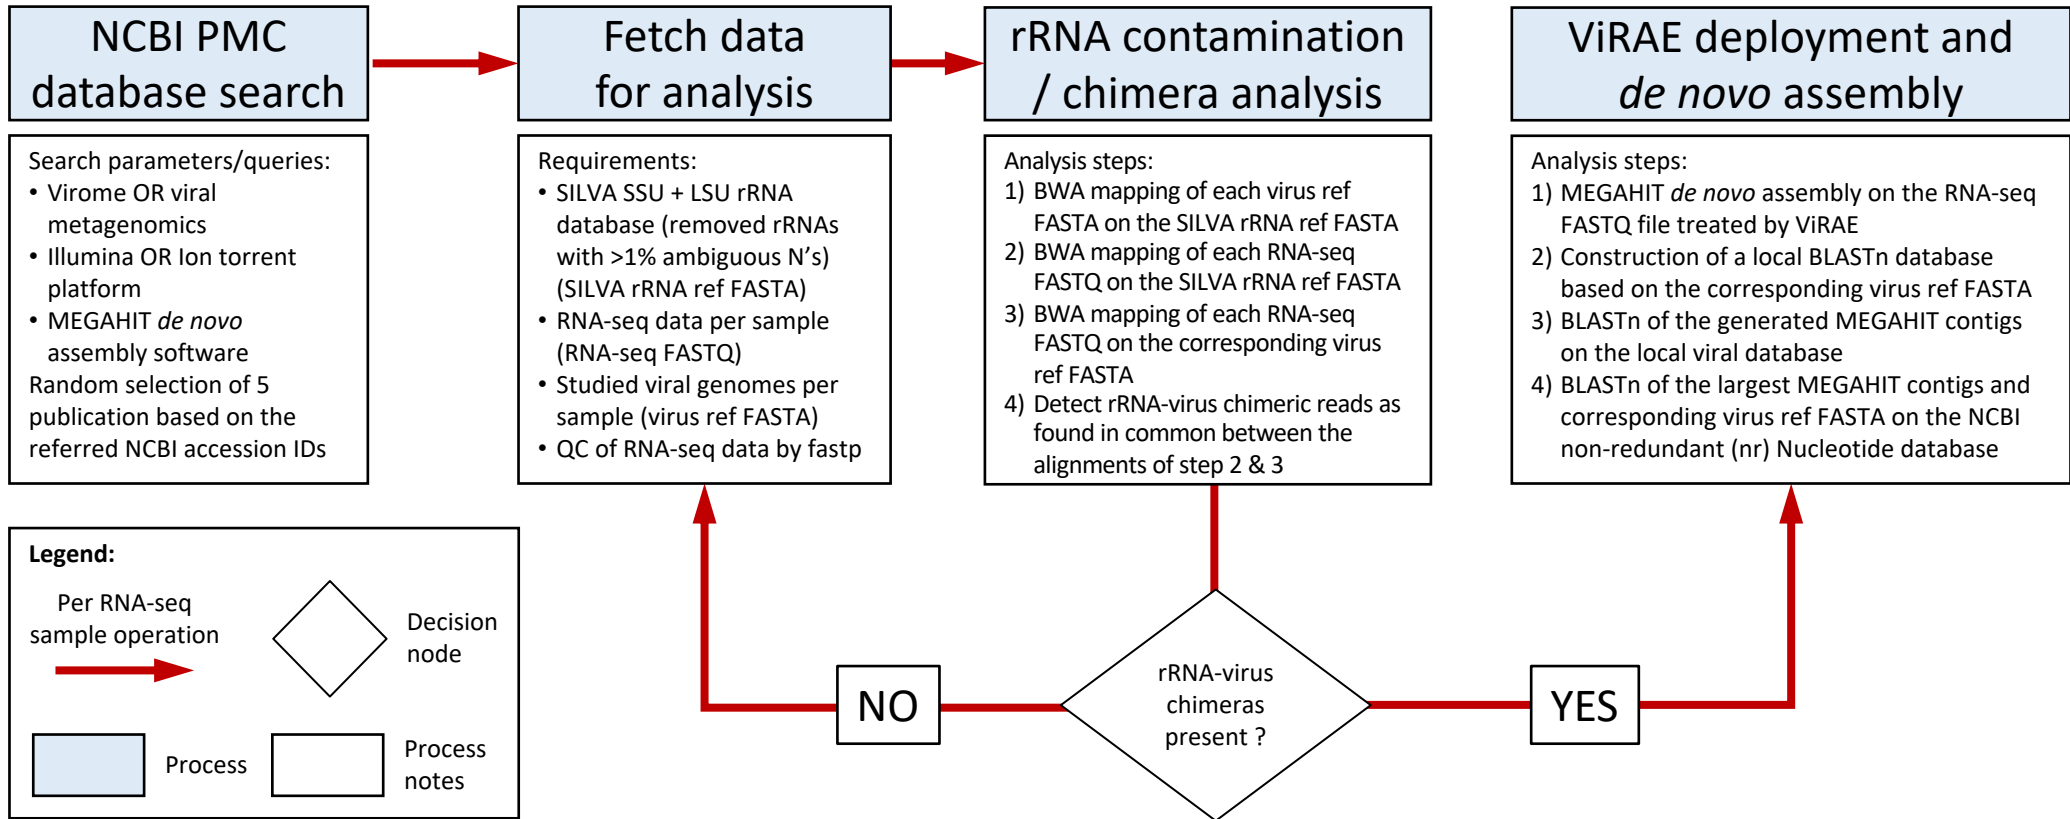 NCBI PMC
database search
Search parameters/queries:
• Virome OR viral
metagenomics
• Illumina OR Ion torrent
platform
• MEGAHIT de novo
assembly software
Random selection of 5
publication based on the
referred NCBI accession IDs
Fetch data
for analysis
Requirements:
• SILVA SSU + LSU rRNA
database (removed rRNAs
with >1% ambiguous N’s)
(SILVA rRNA ref FASTA)
• RNA-seq data per sample
(RNA-seq FASTQ)
• Studied viral genomes per
sample (virus ref FASTA)
• QC of RNA-seq data by fastp
rRNA contamination
/ chimera analysis
Analysis steps:
1) BWA mapping of each virus ref
FASTA on the SILVA rRNA ref FASTA
2) BWA mapping of each RNA-seq
FASTQ on the SILVA rRNA ref FASTA
3) BWA mapping of each RNA-seq
FASTQ on the corresponding virus
ref FASTA
4) Detect rRNA-virus chimeric reads as
found in common between the
alignments of step 2 & 3
ViRAE deployment and
de novo assembly
Analysis steps:
1) MEGAHIT de novo assembly on the RNA-seq
FASTQ file treated by ViRAE
2) Construction of a local BLASTn database
based on the corresponding virus ref FASTA
3) BLASTn of the generated MEGAHIT contigs
on the local viral database
4) BLASTn of the largest MEGAHIT contigs and
corresponding virus ref FASTA on the NCBI
non-redundant (nr) Nucleotide database
Legend:
Per RNA-seq
sample operation
Decision
node
Process
Process
notes
NO
rRNA-virus
chimeras
present ?
YES